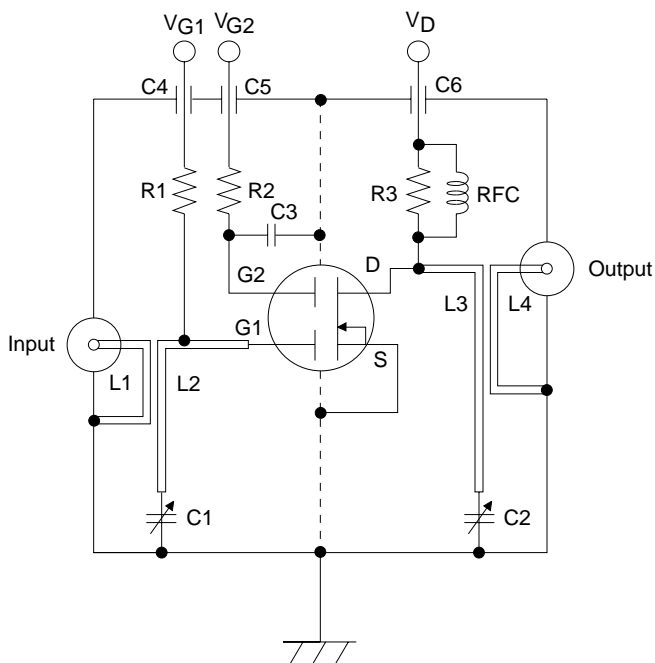 VG1 VG2 VD
C4 C5 C6
R1 R2 C3 R3 RFC
G2 D
Output
L3 L4
G1
Input
S
L1 L2
C1 C2